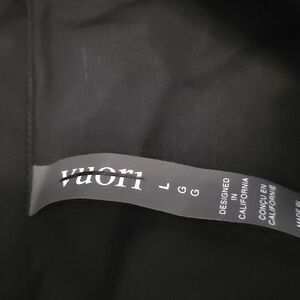 vuori
L
G G
DESIGNED
IN
CALIFORNIA
CONÇU EN
CALIFORNIE
MADE IN